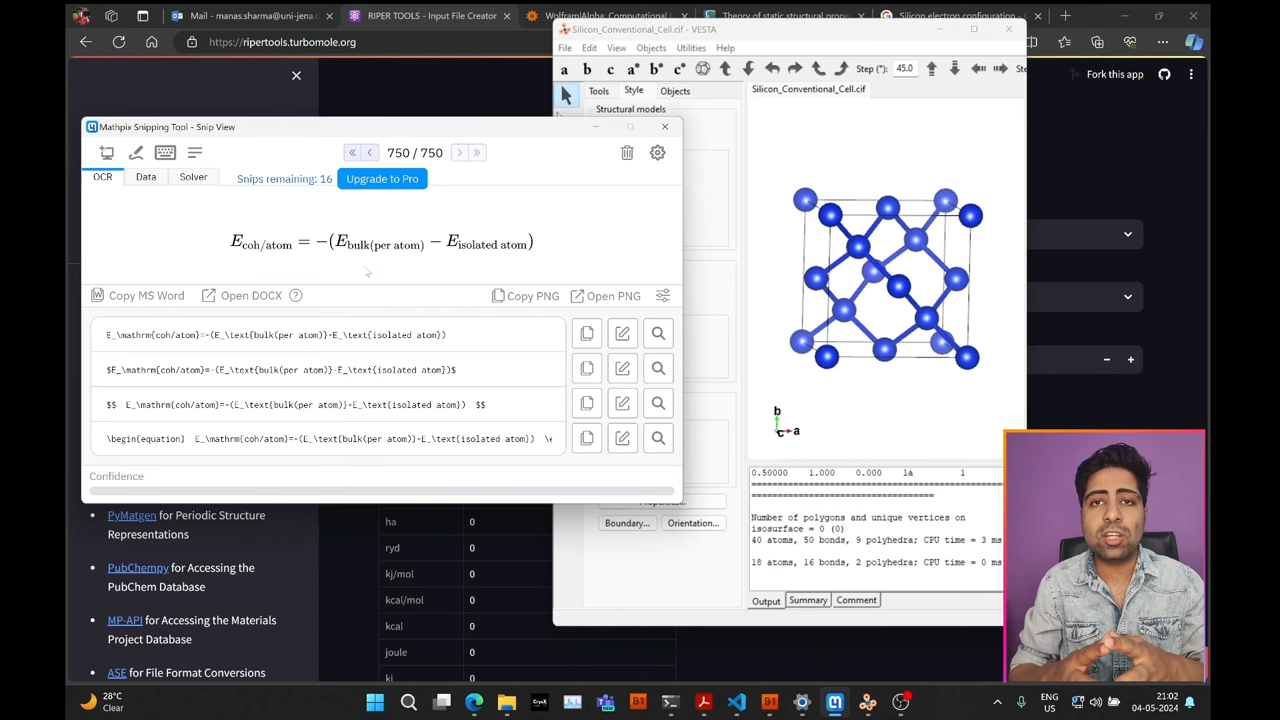 Mail - manas.sharma@uni-jena.d
RIPER TOOLS - Input File Creator
Wolfram|Alpha: Computational
Theory of static structural prope
Silicon electron configuration -
https://ripertools.turbomole.org
Fork this app
Silicon_Conventional_Cell.cif - VESTA
File Edit View Objects Utilities Help
a b c a* b* c* Step (°): 45.0 Ste
Tools Style Objects
Structural models
Silicon_Conventional_Cell.cif
Mathpix Snipping Tool - Snip View
750 / 750
OCR Data Solver Snips remaining: 16 Upgrade to Pro
E_coh/atom = −(E_bulk(per atom) − E_isolated atom)
Copy MS Word Open DOCX Copy PNG Open PNG
E_\mathrm{coh/atom}=-(E_\text{bulk(per atom)}-E_\text{isolated atom})
$E_\mathrm{coh/atom}=-(E_\text{bulk(per atom)}-E_\text{isolated atom})$
$$ E_\mathrm{coh/atom}=-(E_\text{bulk(per atom)}-E_\text{isolated atom}) $$
\begin{equation} E_\mathrm{coh/atom}=-(E_\text{bulk(per atom)}-E_\text{isolated atom}) \e
Confidence
b
c a
0.50000 1.000 0.000 1a 1
Number of polygons and unique vertices on
isosurface = 0 (0)
40 atoms, 50 bonds, 9 polyhedra; CPU time = 3 ms
18 atoms, 16 bonds, 2 polyhedra; CPU time = 0 ms
Boundary... Orientation...
Output Summary Comment
PyMatgen for Periodic Structure
Representations
PubChempy for Accessing the
PubChem Database
MP-API for Accessing the Materials
Project Database
ASE for File Format Conversions
ha 0
ryd 0
kj/mol 0
kcal/mol 0
kcal 0
joule 0
kj 0
28°C
Clear
CryX
NEW
B1
B1
ENG
US
21:02
04-05-2024